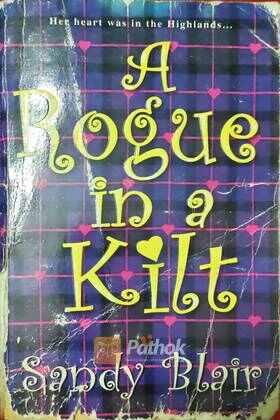 Her heart was in the Highlands...
A
Rogue
in a
Kilt
Pathok
Sandy Blair